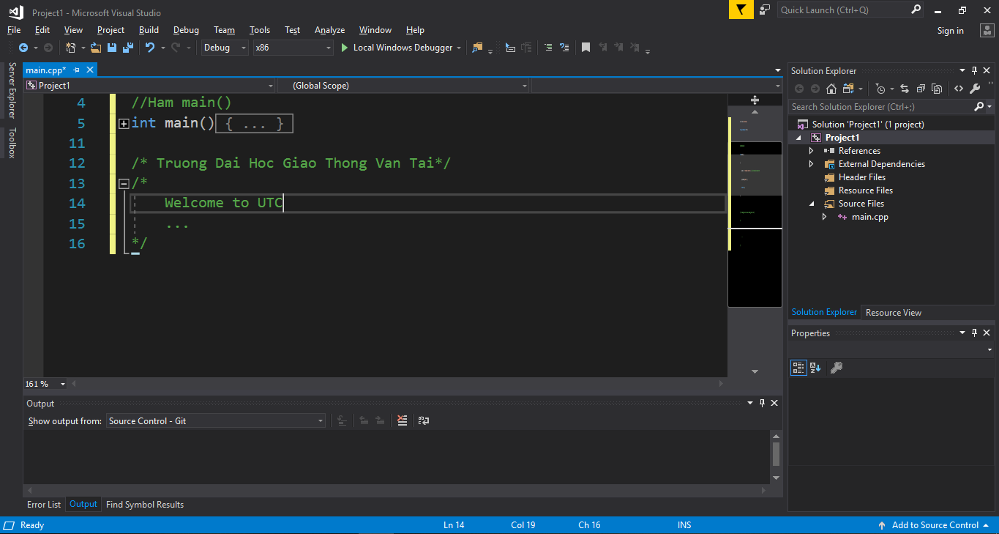 Project1 - Microsoft Visual Studio
Quick Launch (Ctrl+Q)
File Edit View Project Build Debug Team Tools Test Analyze Window Help
Sign in
Debug x86 Local Windows Debugger
Server Explorer
Toolbox
main.cpp*
Project1 (Global Scope)
4 //Ham main()
5 int main(){ ... }
11
12 /* Truong Dai Hoc Giao Thong Van Tai*/
13 /*
14 Welcome to UTC
15 ...
16 */
161 %
Output
Show output from: Source Control - Git
Error List Output Find Symbol Results
Solution Explorer
Search Solution Explorer (Ctrl+;)
Solution 'Project1' (1 project)
Project1
References
External Dependencies
Header Files
Resource Files
Source Files
main.cpp
Solution Explorer Resource View
Properties
Ready Ln 14 Col 19 Ch 16 INS Add to Source Control